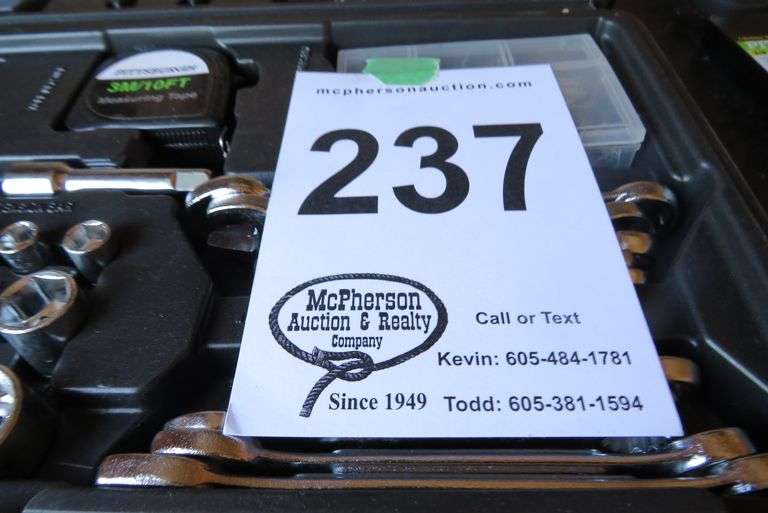 PITTSBURGH
3M/10FT
Measuring Tape
mcphersonauction.com
237
McPherson
Auction & Realty
Company
Since 1949
Call or Text
Kevin: 605-484-1781
Todd: 605-381-1594